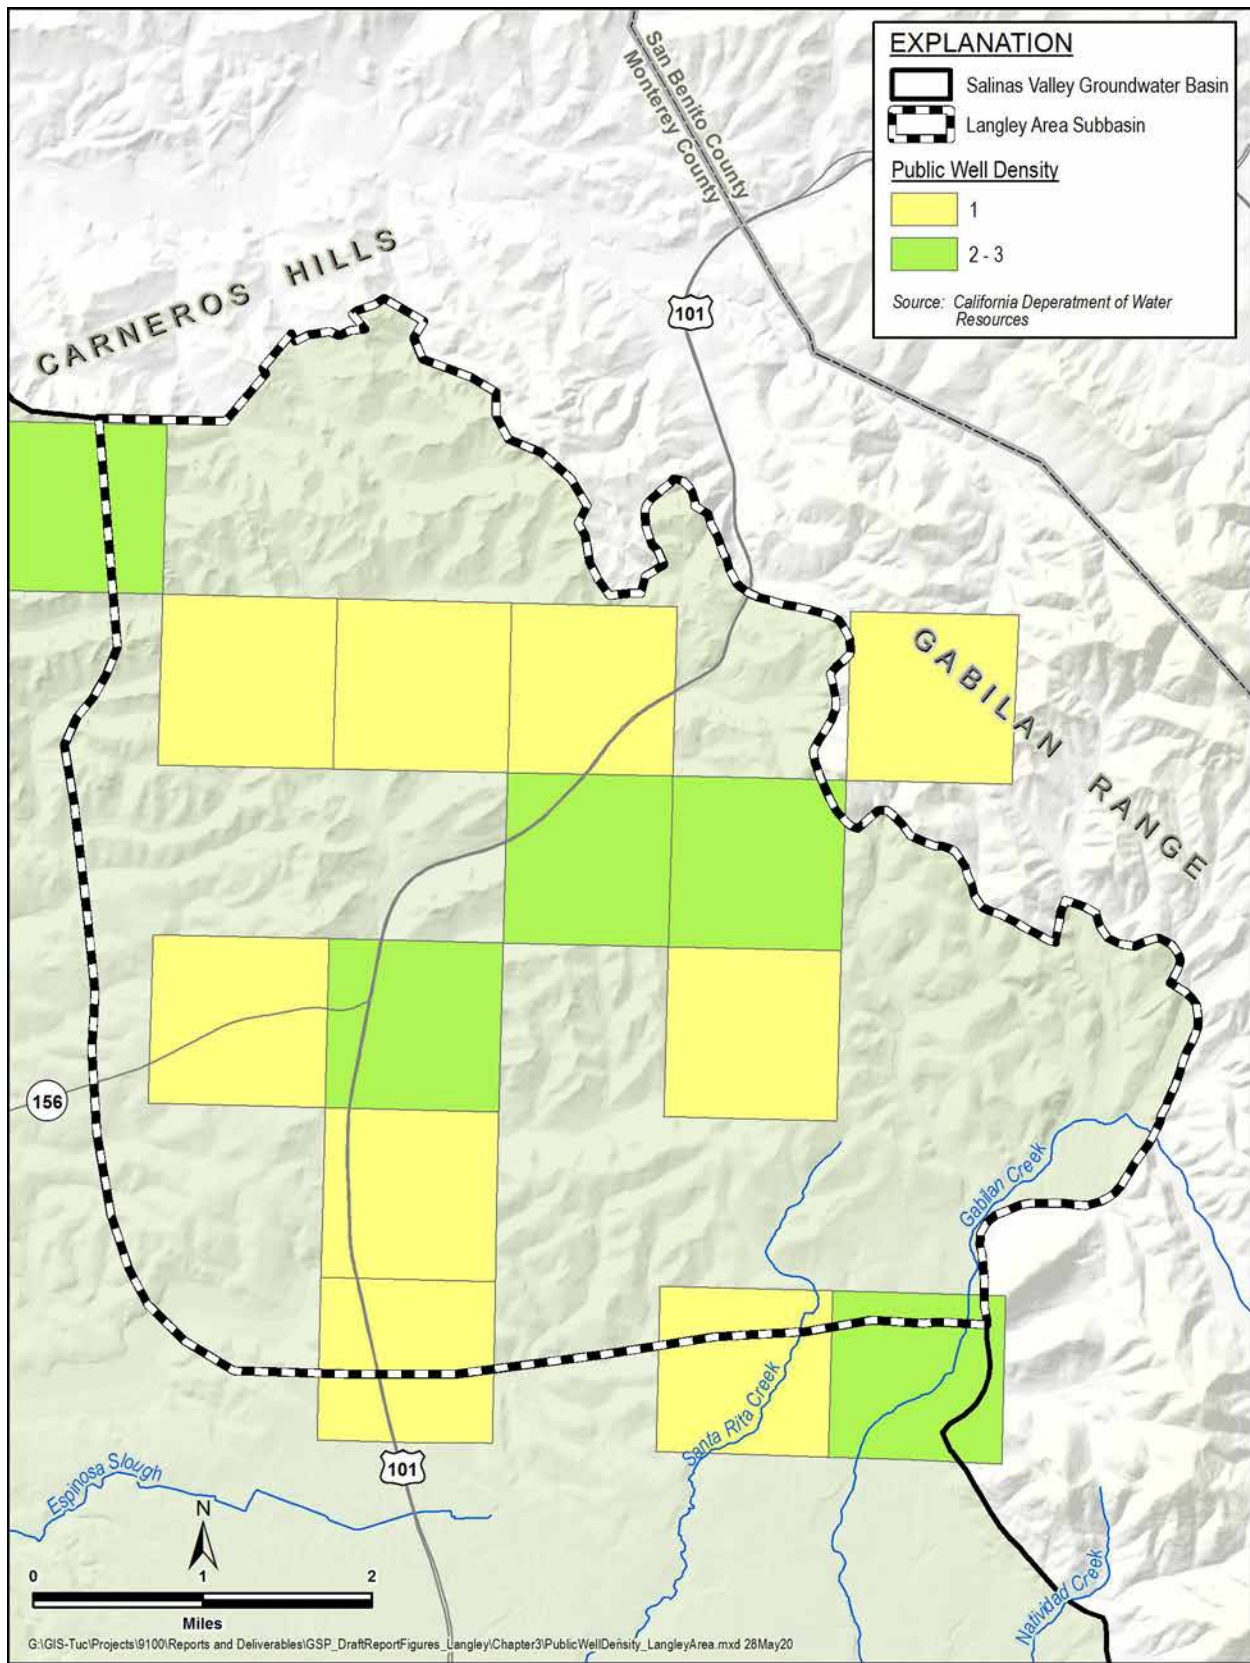 EXPLANATION
Salinas Valley Groundwater Basin
Langley Area Subbasin
Public Well Density
1
2 - 3
Source: California Deperatment of Water
Resources
San Benito County
Monterey County
CARNEROS HILLS
101
GABILAN RANGE
156
Gabilan Creek
Santa Rita Creek
101
Espinosa Slough
Natividad Creek
N
0 1 2
Miles
G:\GIS-Tuc\Projects\9100\Reports and Deliverables\GSP_DraftReportFigures_Langley\Chapter3\PublicWellDensity_LangleyArea.mxd 28May20